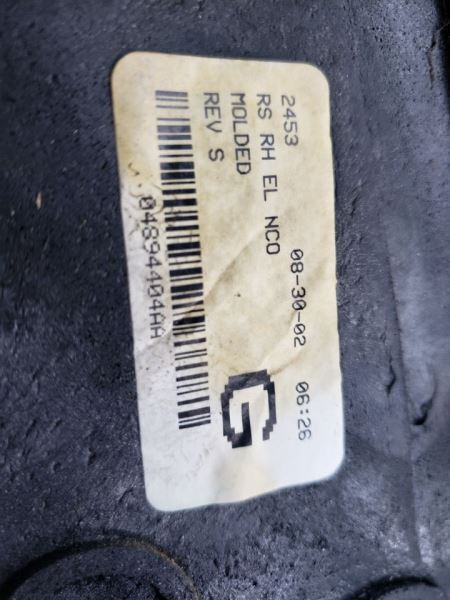 2453 08-30-02 06:26
RS RH EL NCO
MOLDED
REV S G
04894404AA